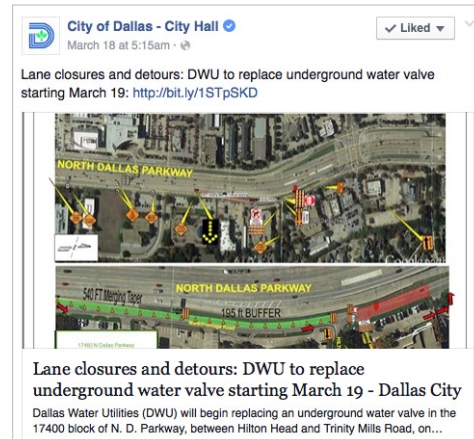 City of Dallas - City Hall
Liked
March 18 at 5:15am ·
Lane closures and detours: DWU to replace underground water valve
starting March 19: http://bit.ly/1STpSKD
NORTH DALLAS PARKWAY
NORTH DALLAS PARKWAY
540 FT Merging Taper
195 ft BUFFER
17480 N Dallas Parkway
Lane closures and detours: DWU to replace
underground water valve starting March 19 - Dallas City
Dallas Water Utilities (DWU) will begin replacing an underground water valve in the
17400 block of N. D. Parkway, between Hilton Head and Trinity Mills Road, on...